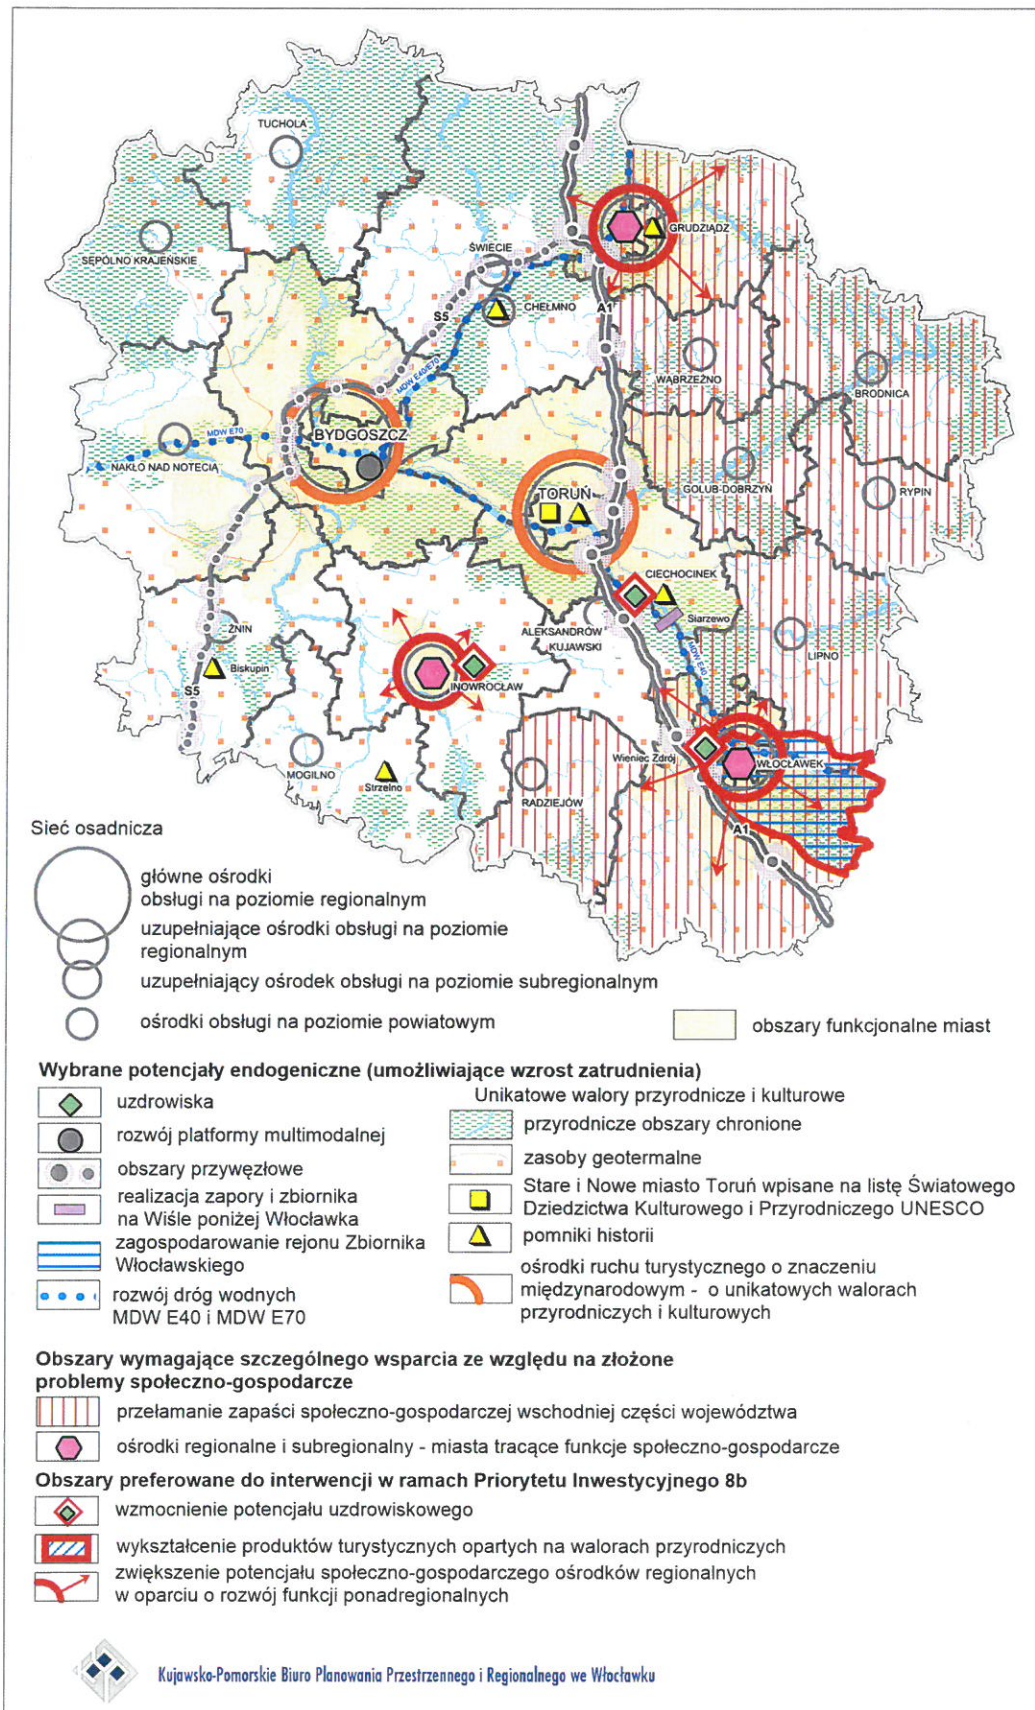 TUCHOLA
SĘPÓLNO KRAJEŃSKIE
ŚWIECIE
GRUDZIĄDZ
CHEŁMNO
S5
A1
MDW E40/E70
WĄBRZEŹNO
BRODNICA
BYDGOSZCZ
MDW E70
NAKŁO NAD NOTECIĄ
TORUŃ
GOLUB-DOBRZYŃ
RYPIN
CIECHOCINEK
Siarzewo
ALEKSANDRÓW
KUJAWSKI
MDW E40
LIPNO
ŻNIN
Biskupin
S5
INOWROCŁAW
MOGILNO
Strzelno
RADZIEJÓW
Wieniec Zdrój
WŁOCŁAWEK
A1
Sieć osadnicza
główne ośrodki
obsługi na poziomie regionalnym
uzupełniające ośrodki obsługi na poziomie
regionalnym
uzupełniający ośrodek obsługi na poziomie subregionalnym
ośrodki obsługi na poziomie powiatowym
obszary funkcjonalne miast
Wybrane potencjały endogeniczne (umożliwiające wzrost zatrudnienia)
uzdrowiska
rozwój platformy multimodalnej
obszary przywęzłowe
realizacja zapory i zbiornika
na Wiśle poniżej Włocławka
zagospodarowanie rejonu Zbiornika
Włocławskiego
rozwój dróg wodnych
MDW E40 i MDW E70
Unikatowe walory przyrodnicze i kulturowe
przyrodnicze obszary chronione
zasoby geotermalne
Stare i Nowe miasto Toruń wpisane na listę Światowego
Dziedzictwa Kulturowego i Przyrodniczego UNESCO
pomniki historii
ośrodki ruchu turystycznego o znaczeniu
międzynarodowym - o unikatowych walorach
przyrodniczych i kulturowych
Obszary wymagające szczególnego wsparcia ze względu na złożone
problemy społeczno-gospodarcze
przełamanie zapaści społeczno-gospodarczej wschodniej części województwa
ośrodki regionalne i subregionalny - miasta tracące funkcje społeczno-gospodarcze
Obszary preferowane do interwencji w ramach Priorytetu Inwestycyjnego 8b
wzmocnienie potencjału uzdrowiskowego
wykształcenie produktów turystycznych opartych na walorach przyrodniczych
zwiększenie potencjału społeczno-gospodarczego ośrodków regionalnych
w oparciu o rozwój funkcji ponadregionalnych
Kujawsko-Pomorskie Biuro Planowania Przestrzennego i Regionalnego we Włocławku